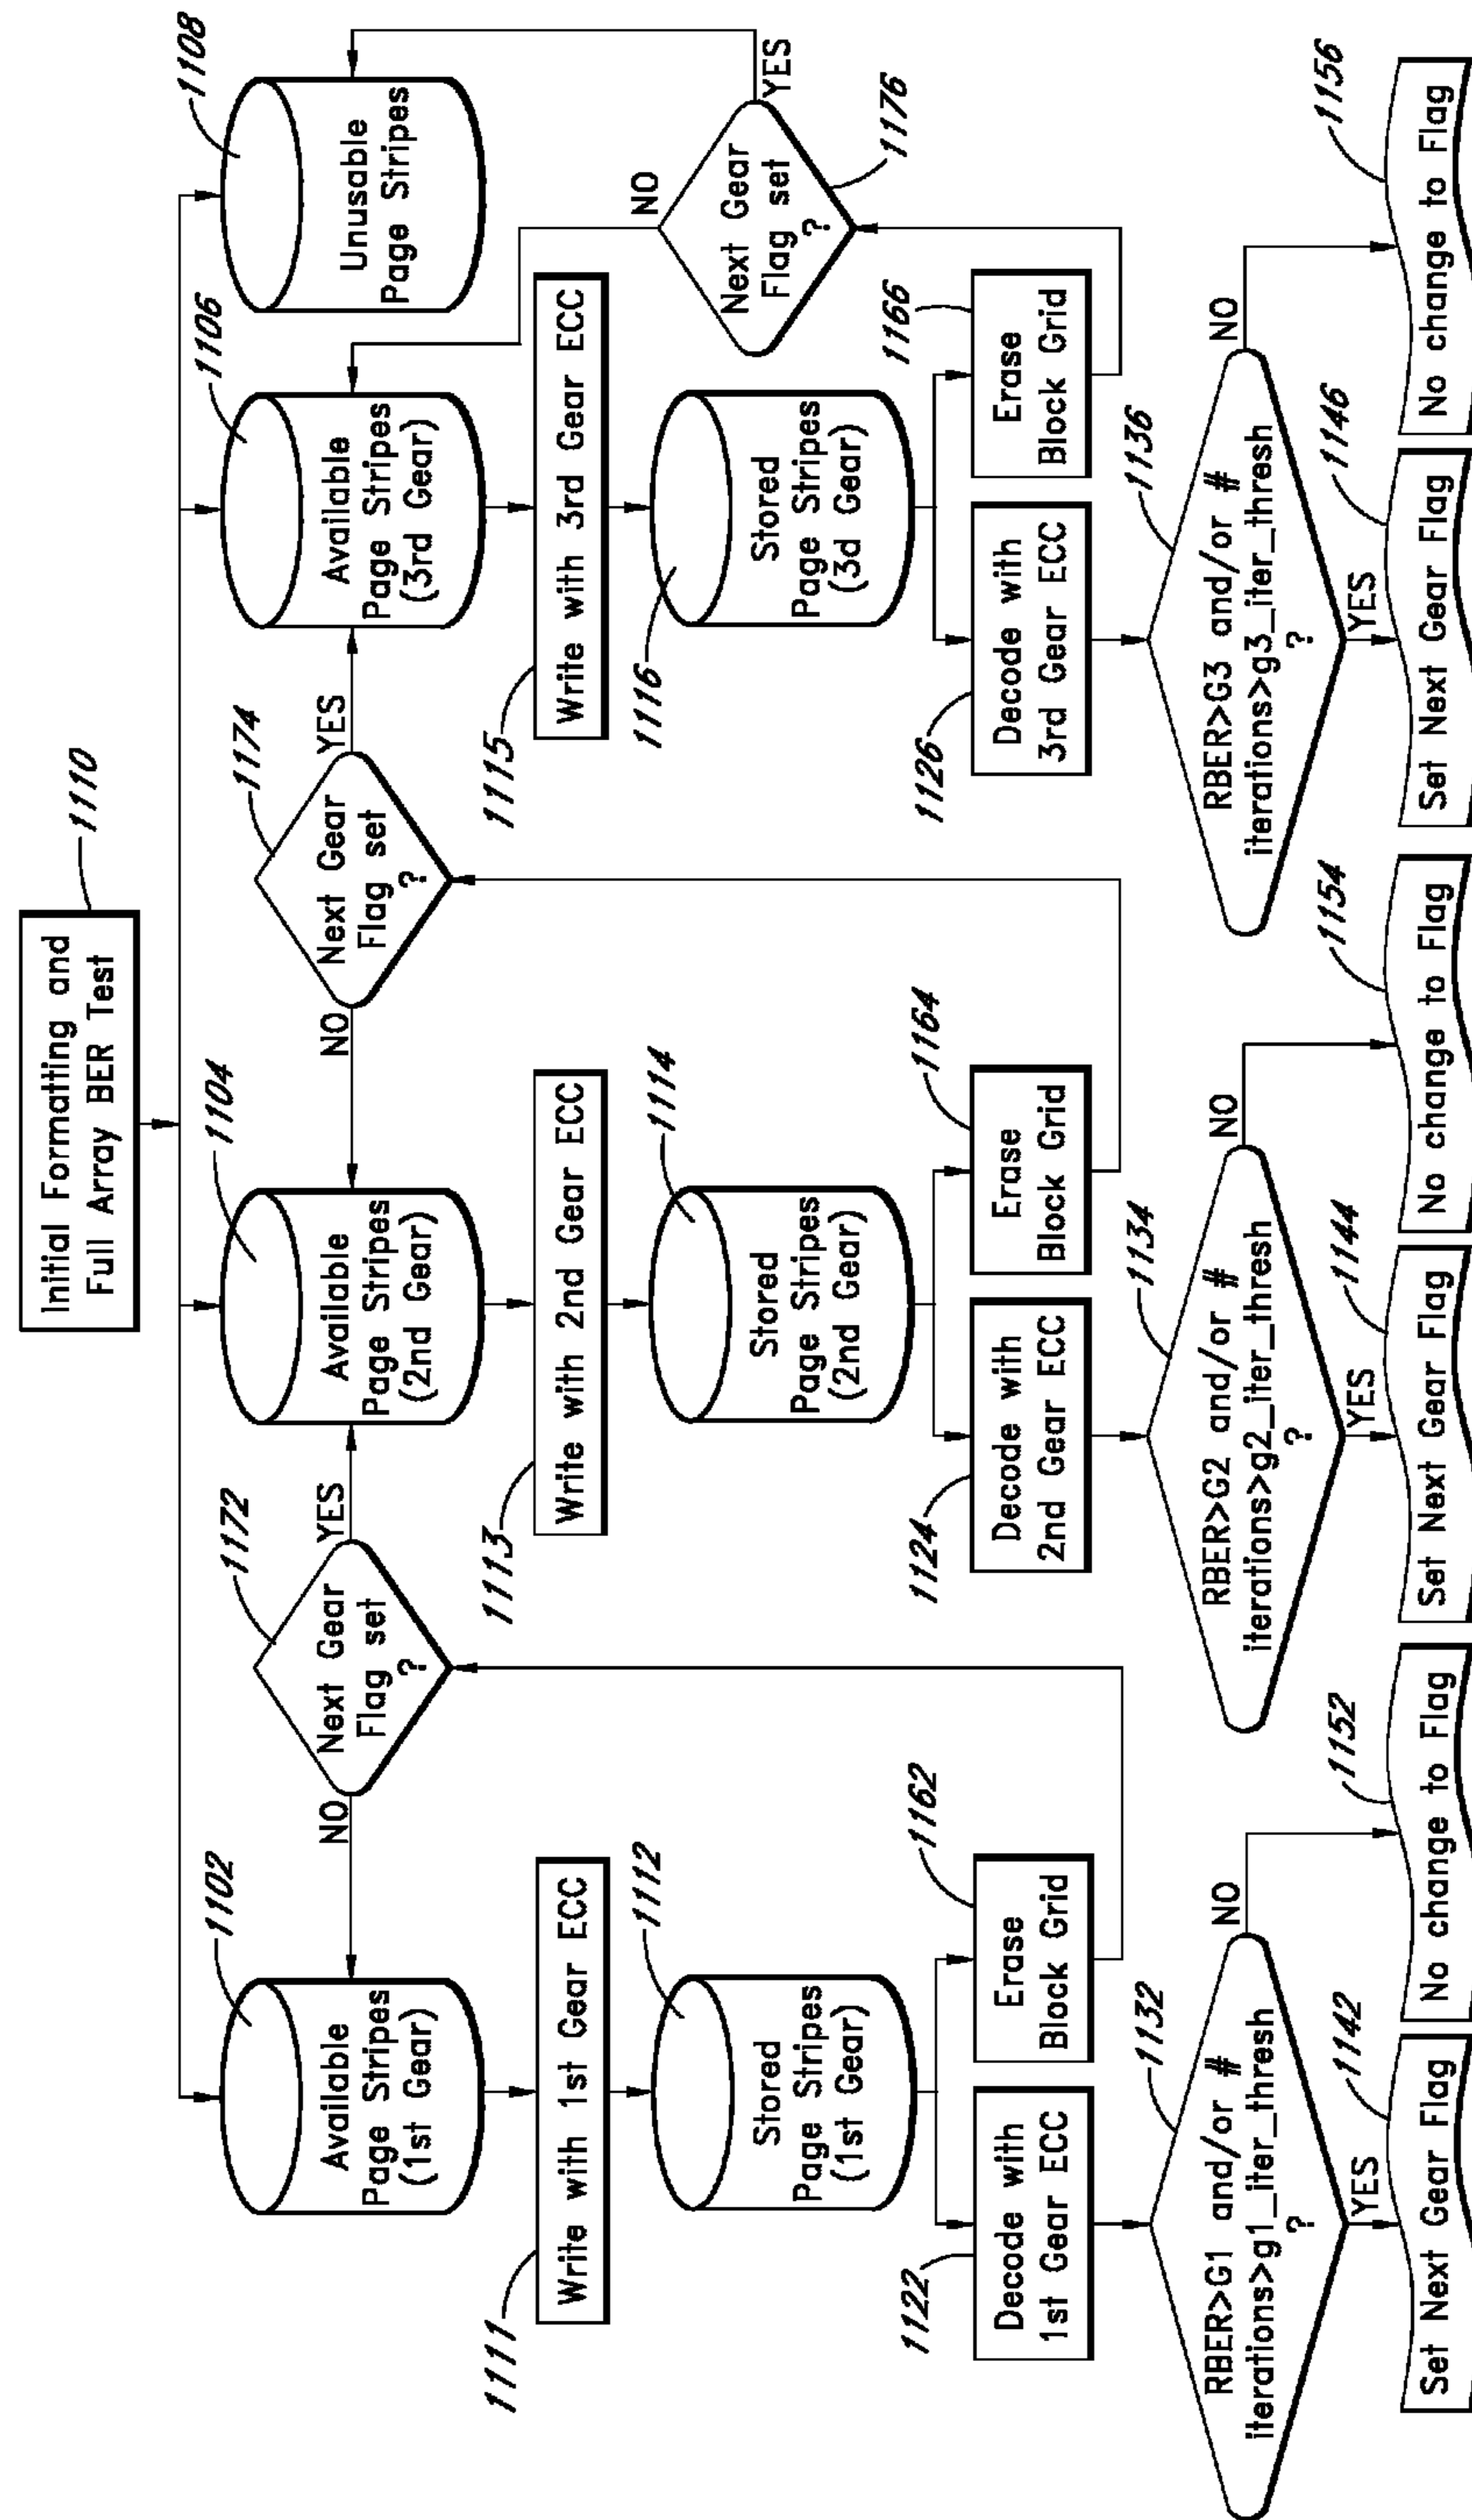 1110
Initial Formatting and
Full Array BER Test
1102
1104
1106
1108
Available
Page Stripes
(1st Gear)
NO
Next Gear
Flag set
?
1172
YES
Available
Page Stripes
(2nd Gear)
NO
Next Gear
Flag set
?
1174
YES
Available
Page Stripes
(3rd Gear)
Unusable
Page Stripes
1111
Write with 1st Gear ECC
1113
Write with 2nd Gear ECC
1115
Write with 3rd Gear ECC
NO
Next Gear
Flag set
?
YES
1176
1112
Stored
Page Stripes
(1st Gear)
1114
Stored
Page Stripes
(2nd Gear)
1116
Stored
Page Stripes
(3d Gear)
1122
Decode with
1st Gear ECC
1162
Erase
Block Grid
1124
Decode with
2nd Gear ECC
1164
Erase
Block Grid
1126
Decode with
3rd Gear ECC
1166
Erase
Block Grid
1132
RBER>G1 and/or #
iterations>g1_iter_thresh
?
NO
YES
1134
RBER>G2 and/or #
iterations>g2_iter_thresh
?
NO
YES
1136
RBER>G3 and/or #
iterations>g3_iter_thresh
?
NO
YES
1142
Set Next Gear Flag
1152
No change to Flag
1144
Set Next Gear Flag
1154
No change to Flag
1146
Set Next Gear Flag
1156
No change to Flag